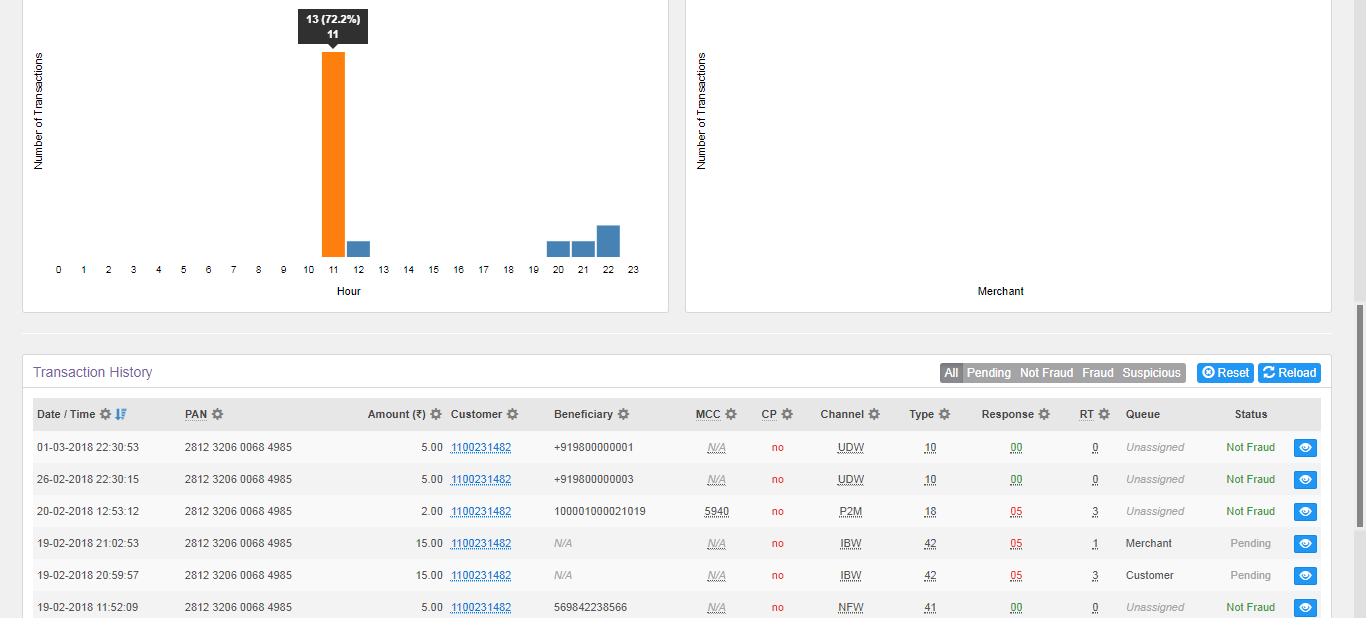 13 (72.2%)
11
Number of Transactions
0 1 2 3 4 5 6 7 8 9 10 11 12 13 14 15 16 17 18 19 20 21 22 23
Hour
Number of Transactions
Merchant
Transaction History
All Pending Not Fraud Fraud Suspicious Reset Reload
Date / Time PAN Amount (₹) Customer Beneficiary MCC CP Channel Type Response RT Queue Status
01-03-2018 22:30:53 2812 3206 0068 4985 5.00 1100231482 +919800000001 N/A no UDW 10 00 0 Unassigned Not Fraud
26-02-2018 22:30:15 2812 3206 0068 4985 5.00 1100231482 +919800000003 N/A no UDW 10 00 0 Unassigned Not Fraud
20-02-2018 12:53:12 2812 3206 0068 4985 2.00 1100231482 100001000021019 5940 no P2M 18 05 3 Unassigned Not Fraud
19-02-2018 21:02:53 2812 3206 0068 4985 15.00 1100231482 N/A N/A no IBW 42 05 1 Merchant Pending
19-02-2018 20:59:57 2812 3206 0068 4985 15.00 1100231482 N/A N/A no IBW 42 05 3 Customer Pending
19-02-2018 11:52:09 2812 3206 0068 4985 5.00 1100231482 569842238566 N/A no NFW 41 00 0 Unassigned Not Fraud